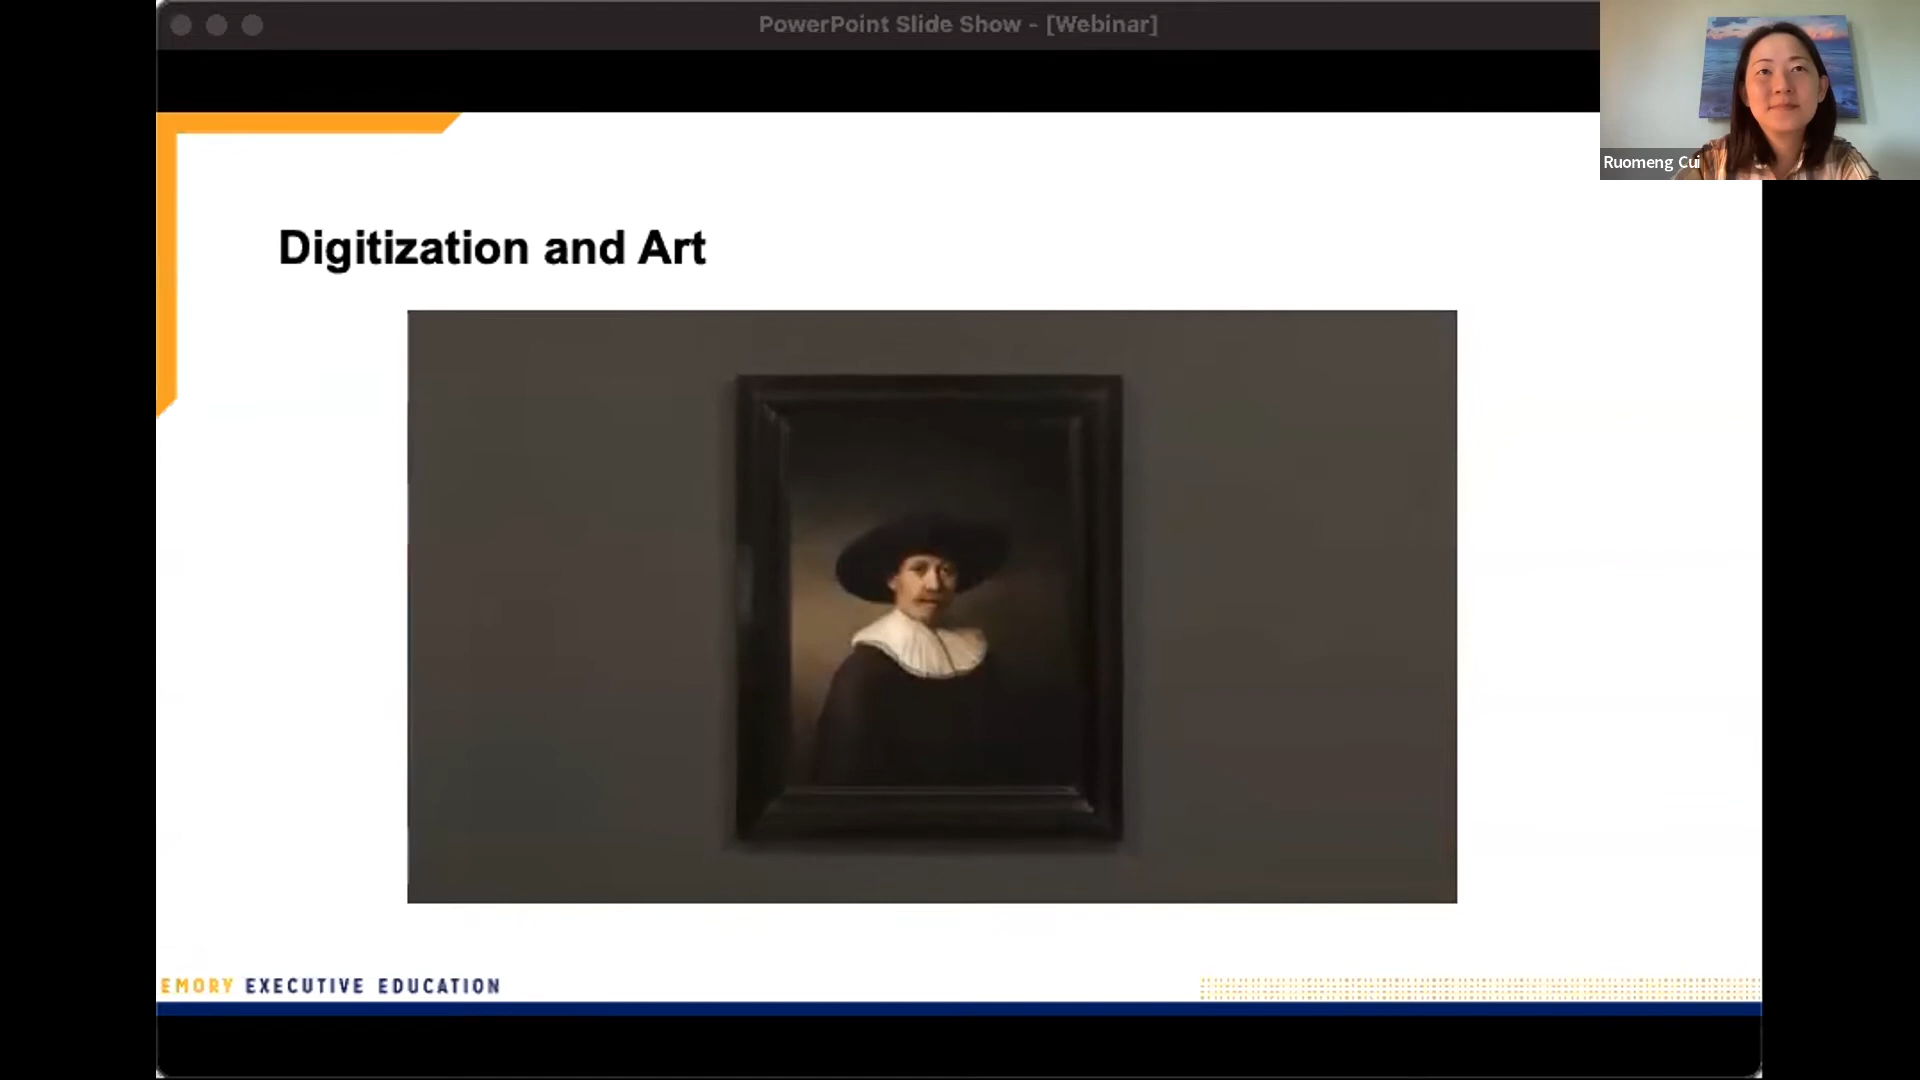 PowerPoint Slide Show - [Webinar]
Ruomeng Cui
Digitization and Art
EMORY EXECUTIVE EDUCATION